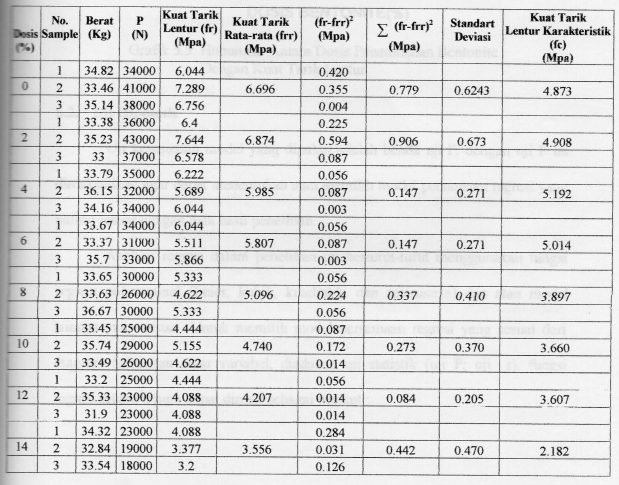 Dosis (%) | No. Sample | Berat (Kg) | P (N) | Kuat Tarik Lentur (fr) (Mpa) | Kuat Tarik Rata-rata (frr) (Mpa) | (fr-frr)² (Mpa) | ∑ (fr-frr)² (Mpa) | Standart Deviasi | Kuat Tarik Lentur Karakteristik (fc) (Mpa)
1 34.82 34000 6.044 0.420
0 2 33.46 41000 7.289 6.696 0.355 0.779 0.6243 4.873
3 35.14 38000 6.756 0.004
1 33.38 36000 6.4 0.225
2 2 35.23 43000 7.644 6.874 0.594 0.906 0.673 4.908
3 33 37000 6.578 0.087
1 33.79 35000 6.222 0.056
4 2 36.15 32000 5.689 5.985 0.087 0.147 0.271 5.192
3 34.16 34000 6.044 0.003
1 33.67 34000 6.044 0.056
6 2 33.37 31000 5.511 5.807 0.087 0.147 0.271 5.014
3 35.7 33000 5.866 0.003
1 33.65 30000 5.333 0.056
8 2 33.63 26000 4.622 5.096 0.224 0.337 0.410 3.897
3 36.67 30000 5.333 0.056
1 33.45 25000 4.444 0.087
10 2 35.74 29000 5.155 4.740 0.172 0.273 0.370 3.660
3 33.49 26000 4.622 0.014
1 33.2 25000 4.444 0.056
12 2 35.33 23000 4.088 4.207 0.014 0.084 0.205 3.607
3 31.9 23000 4.088 0.014
1 34.32 23000 4.088 0.284
14 2 32.84 19000 3.377 3.556 0.031 0.442 0.470 2.182
3 33.54 18000 3.2 0.126